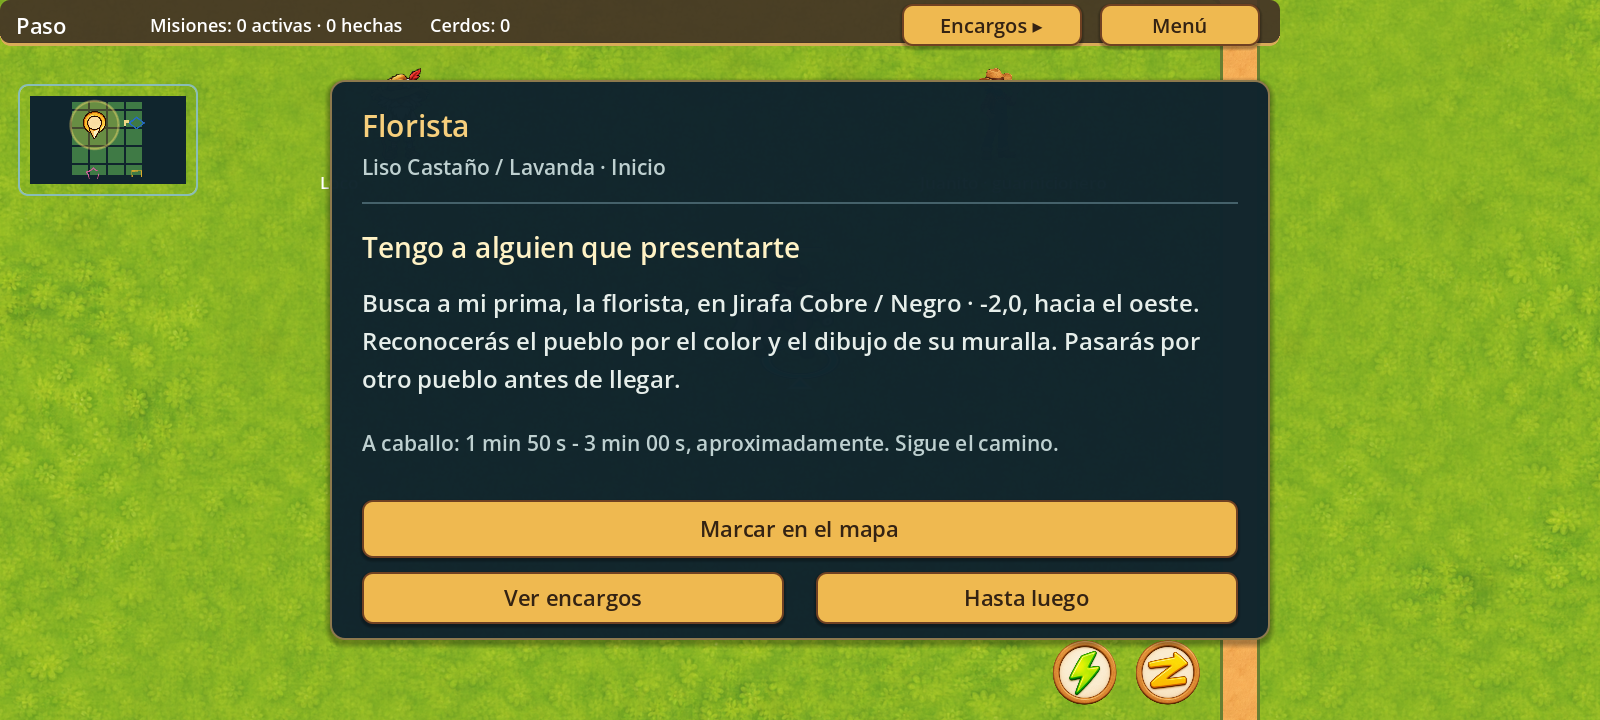 Paso
Misiones: 0 activas · 0 hechas
Cerdos: 0
Encargos ▸
Menú
L
Florista
Liso Castaño / Lavanda · Inicio
Tengo a alguien que presentarte
Busca a mi prima, la florista, en Jirafa Cobre / Negro · -2,0, hacia el oeste.
Reconocerás el pueblo por el color y el dibujo de su muralla. Pasarás por
otro pueblo antes de llegar.
A caballo: 1 min 50 s - 3 min 00 s, aproximadamente. Sigue el camino.
Marcar en el mapa
Ver encargos
Hasta luego